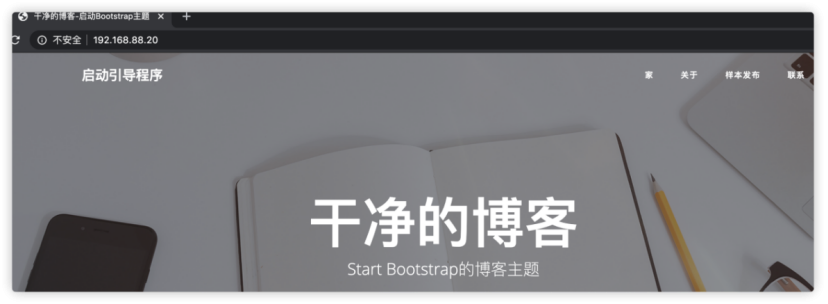 干净的博客-启动Bootstrap主题
不安全 192.168.88.20
启动引导程序
家 关于 样本发布 联系
干净的博客
Start Bootstrap的博客主题